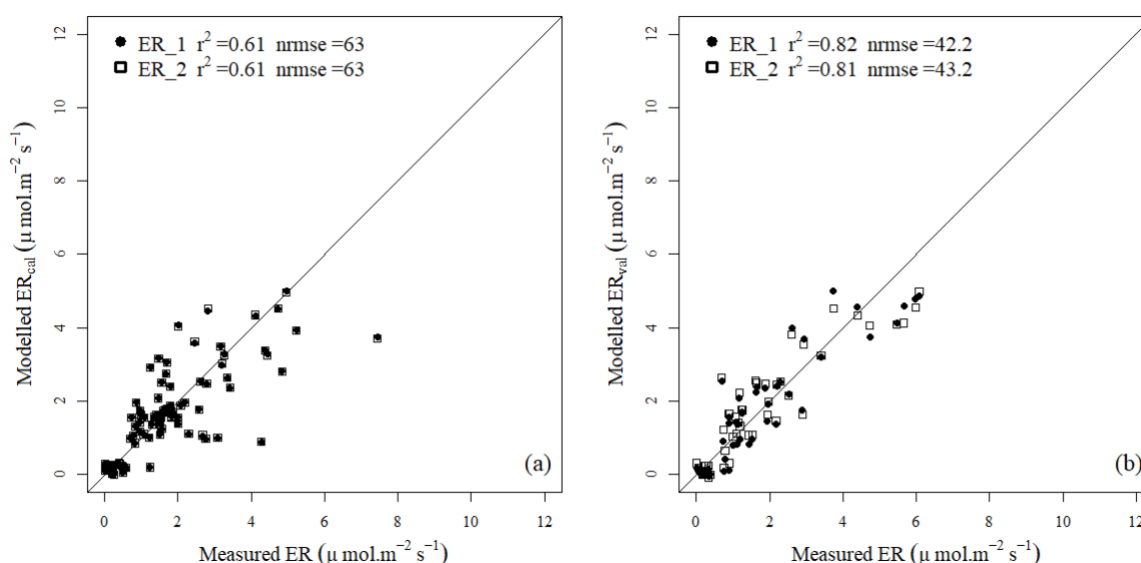 ER_1 r² =0.61 nrmse =63
ER_2 r² =0.61 nrmse =63
12
10
8
6
4
2
0
Modelled ER_cal (μ mol.m⁻² s⁻¹)
(a)
0 2 4 6 8 10 12
Measured ER (μ mol.m⁻² s⁻¹)
ER_1 r² =0.82 nrmse =42.2
ER_2 r² =0.81 nrmse =43.2
12
10
8
6
4
2
0
Modelled ER_val (μ mol.m⁻² s⁻¹)
(b)
0 2 4 6 8 10 12
Measured ER (μ mol.m⁻² s⁻¹)